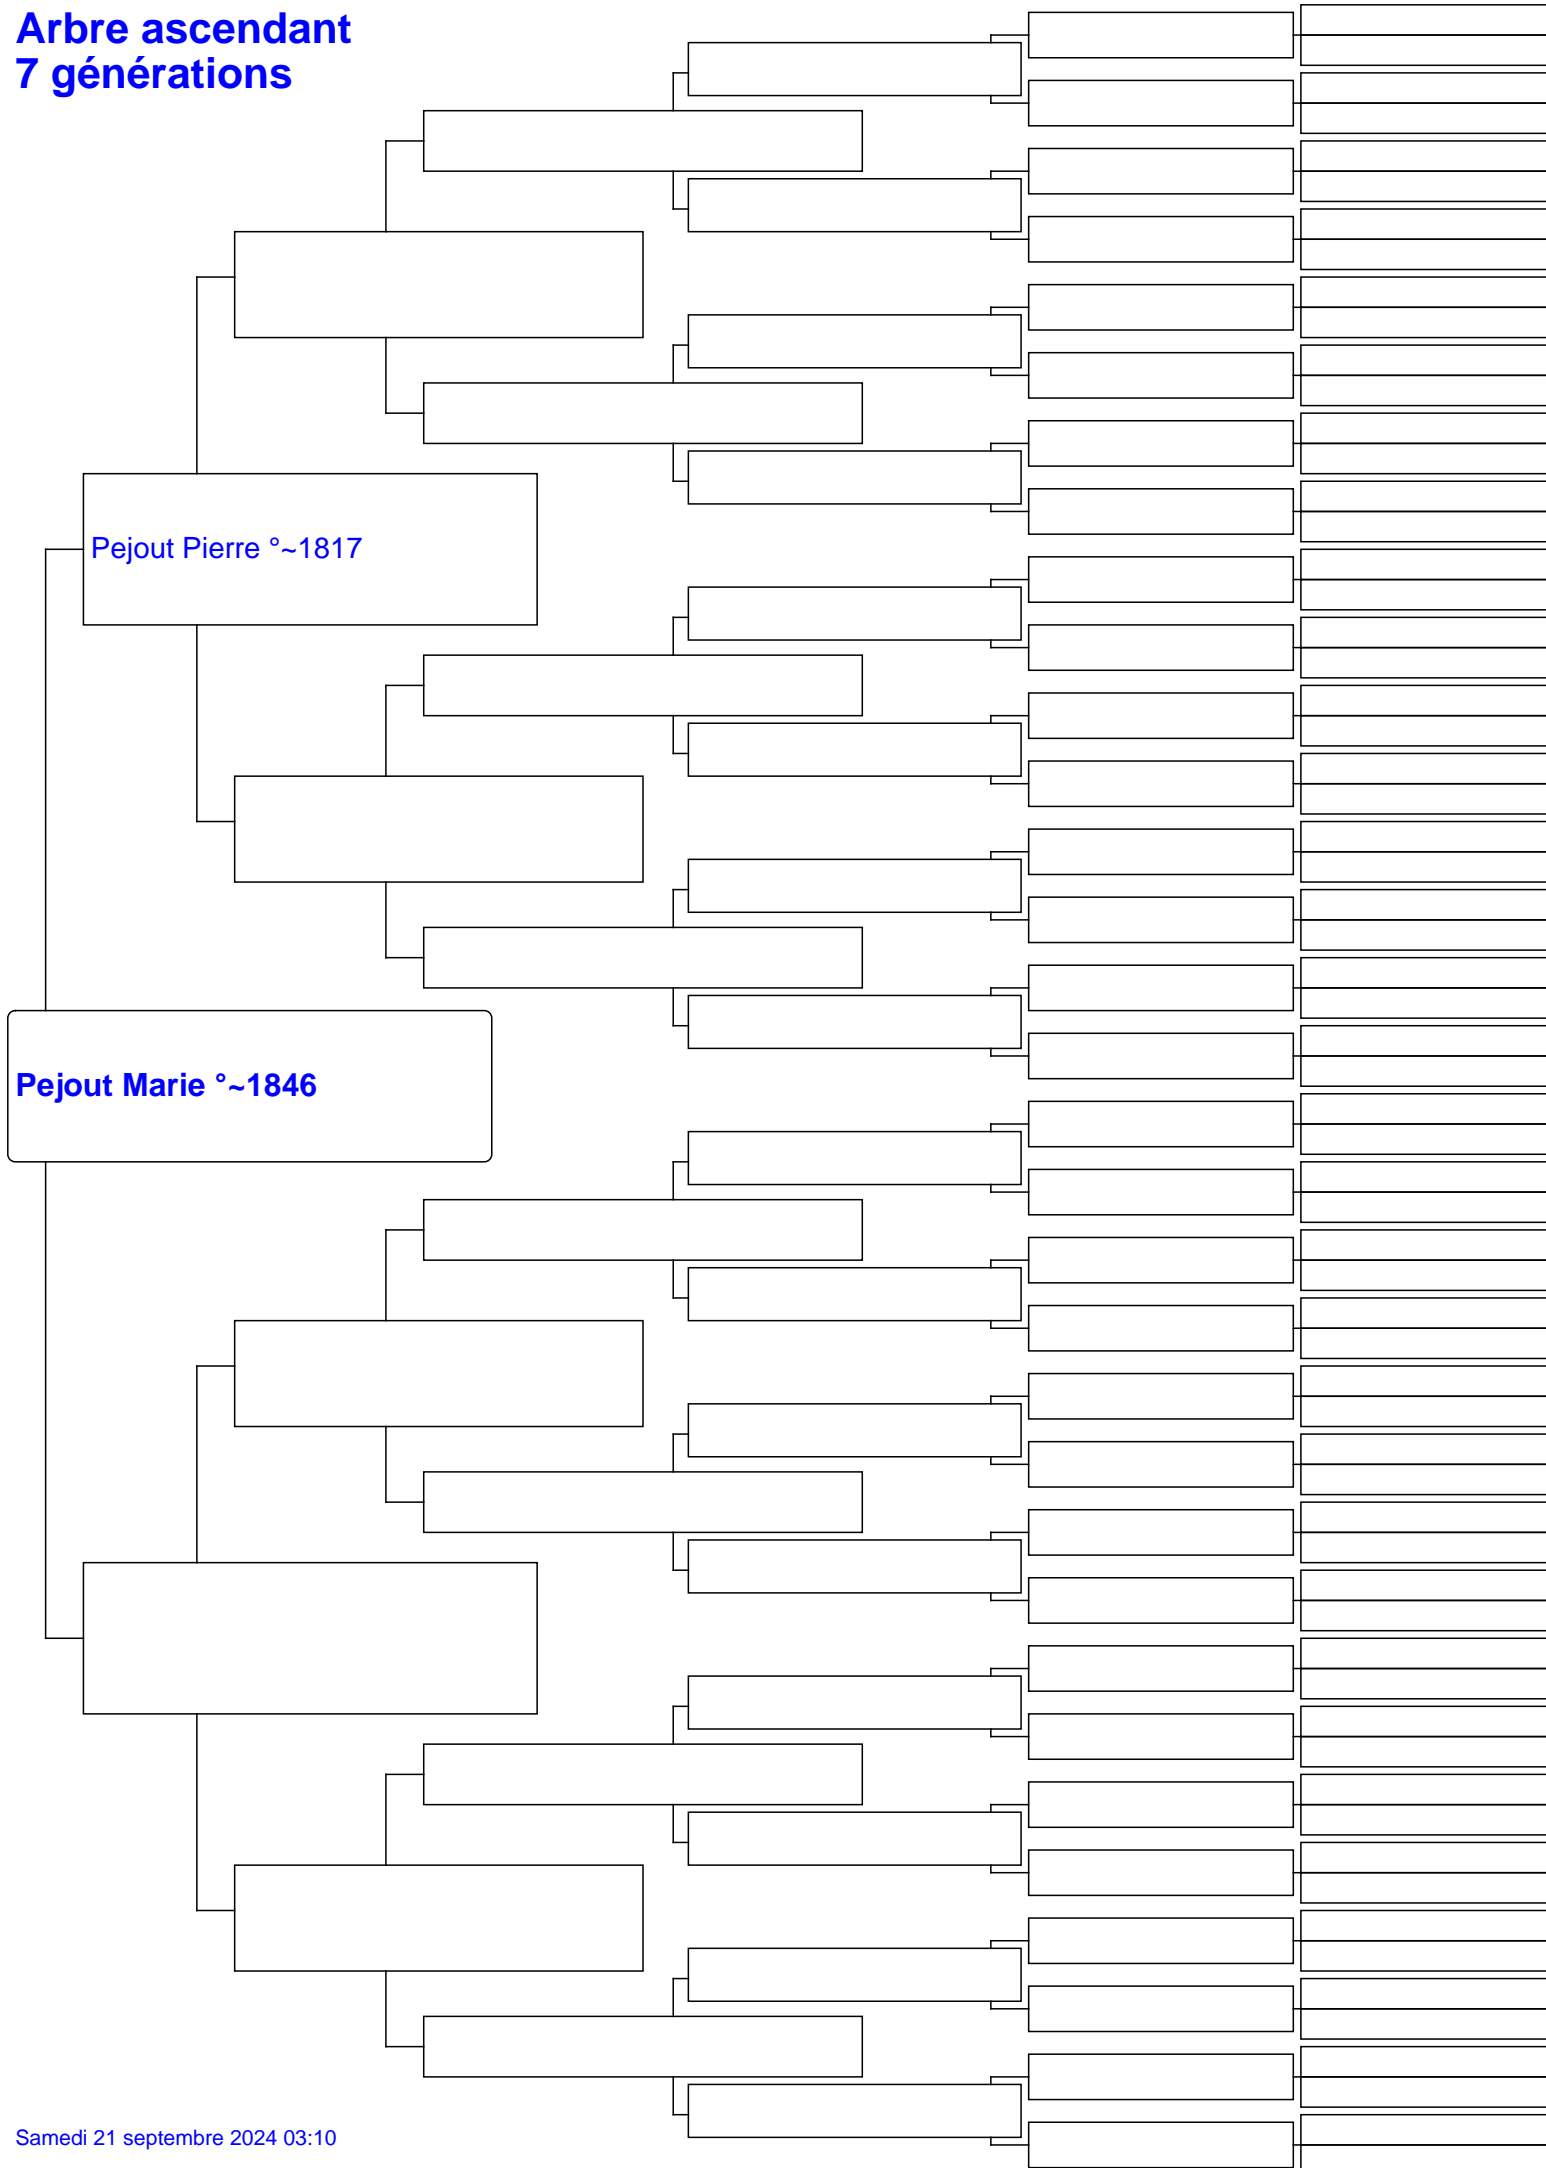 Arbre ascendant
7 générations
Pejout Pierre °~1817
Pejout Marie °~1846
Samedi 21 septembre 2024 03:10